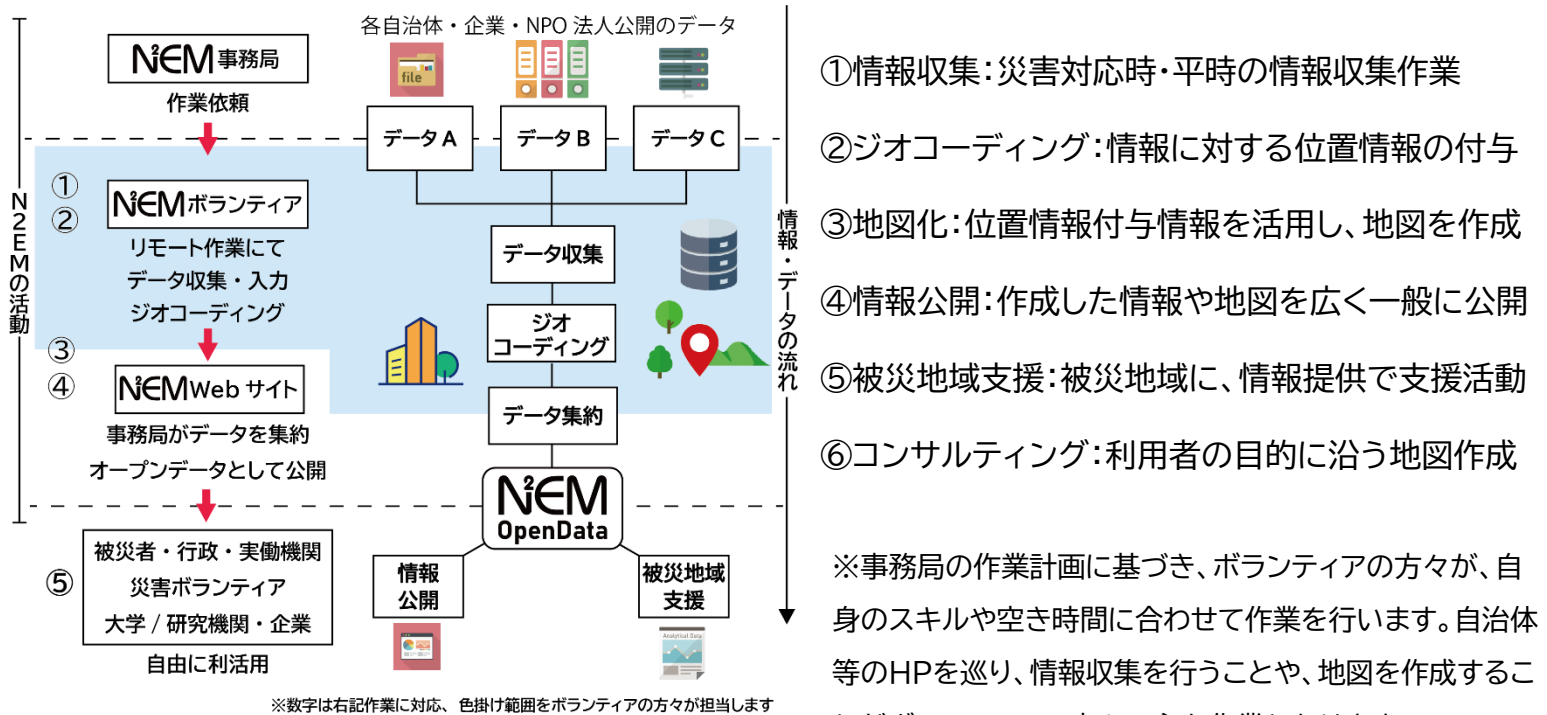 N2EM 事務局
作業依頼
N2EMの活動
①
②
N2EM ボランティア
リモート作業にて
データ収集・入力
ジオコーディング
③
④
N2EM Web サイト
事務局がデータを集約
オープンデータとして公開
⑤
被災者・行政・実働機関
災害ボランティア
大学 / 研究機関・企業
自由に利活用
各自治体・企業・NPO 法人公開のデータ
file
データ A
データ B
データ C
データ収集
ジオ
コーディング
データ集約
N2EM
OpenData
情報
公開
被災地域
支援
Analytical Data
情報・データの流れ
※数字は右記作業に対応、色掛け範囲をボランティアの方々が担当します
①情報収集：災害対応時・平時の情報収集作業
②ジオコーディング：情報に対する位置情報の付与
③地図化：位置情報付与情報を活用し、地図を作成
④情報公開：作成した情報や地図を広く一般に公開
⑤被災地域支援：被災地域に、情報提供で支援活動
⑥コンサルティング：利用者の目的に沿う地図作成
※事務局の作業計画に基づき、ボランティアの方々が、自
身のスキルや空き時間に合わせて作業を行います。自治体
等のHPを巡り、情報収集を行うことや、地図を作成するこ